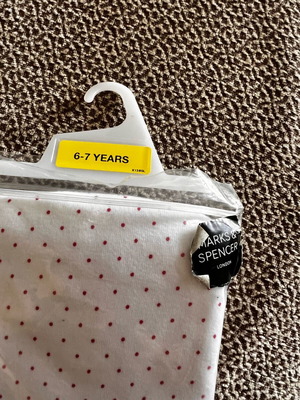 6-7 YEARS
MARKS &
SPENCER
LONDON